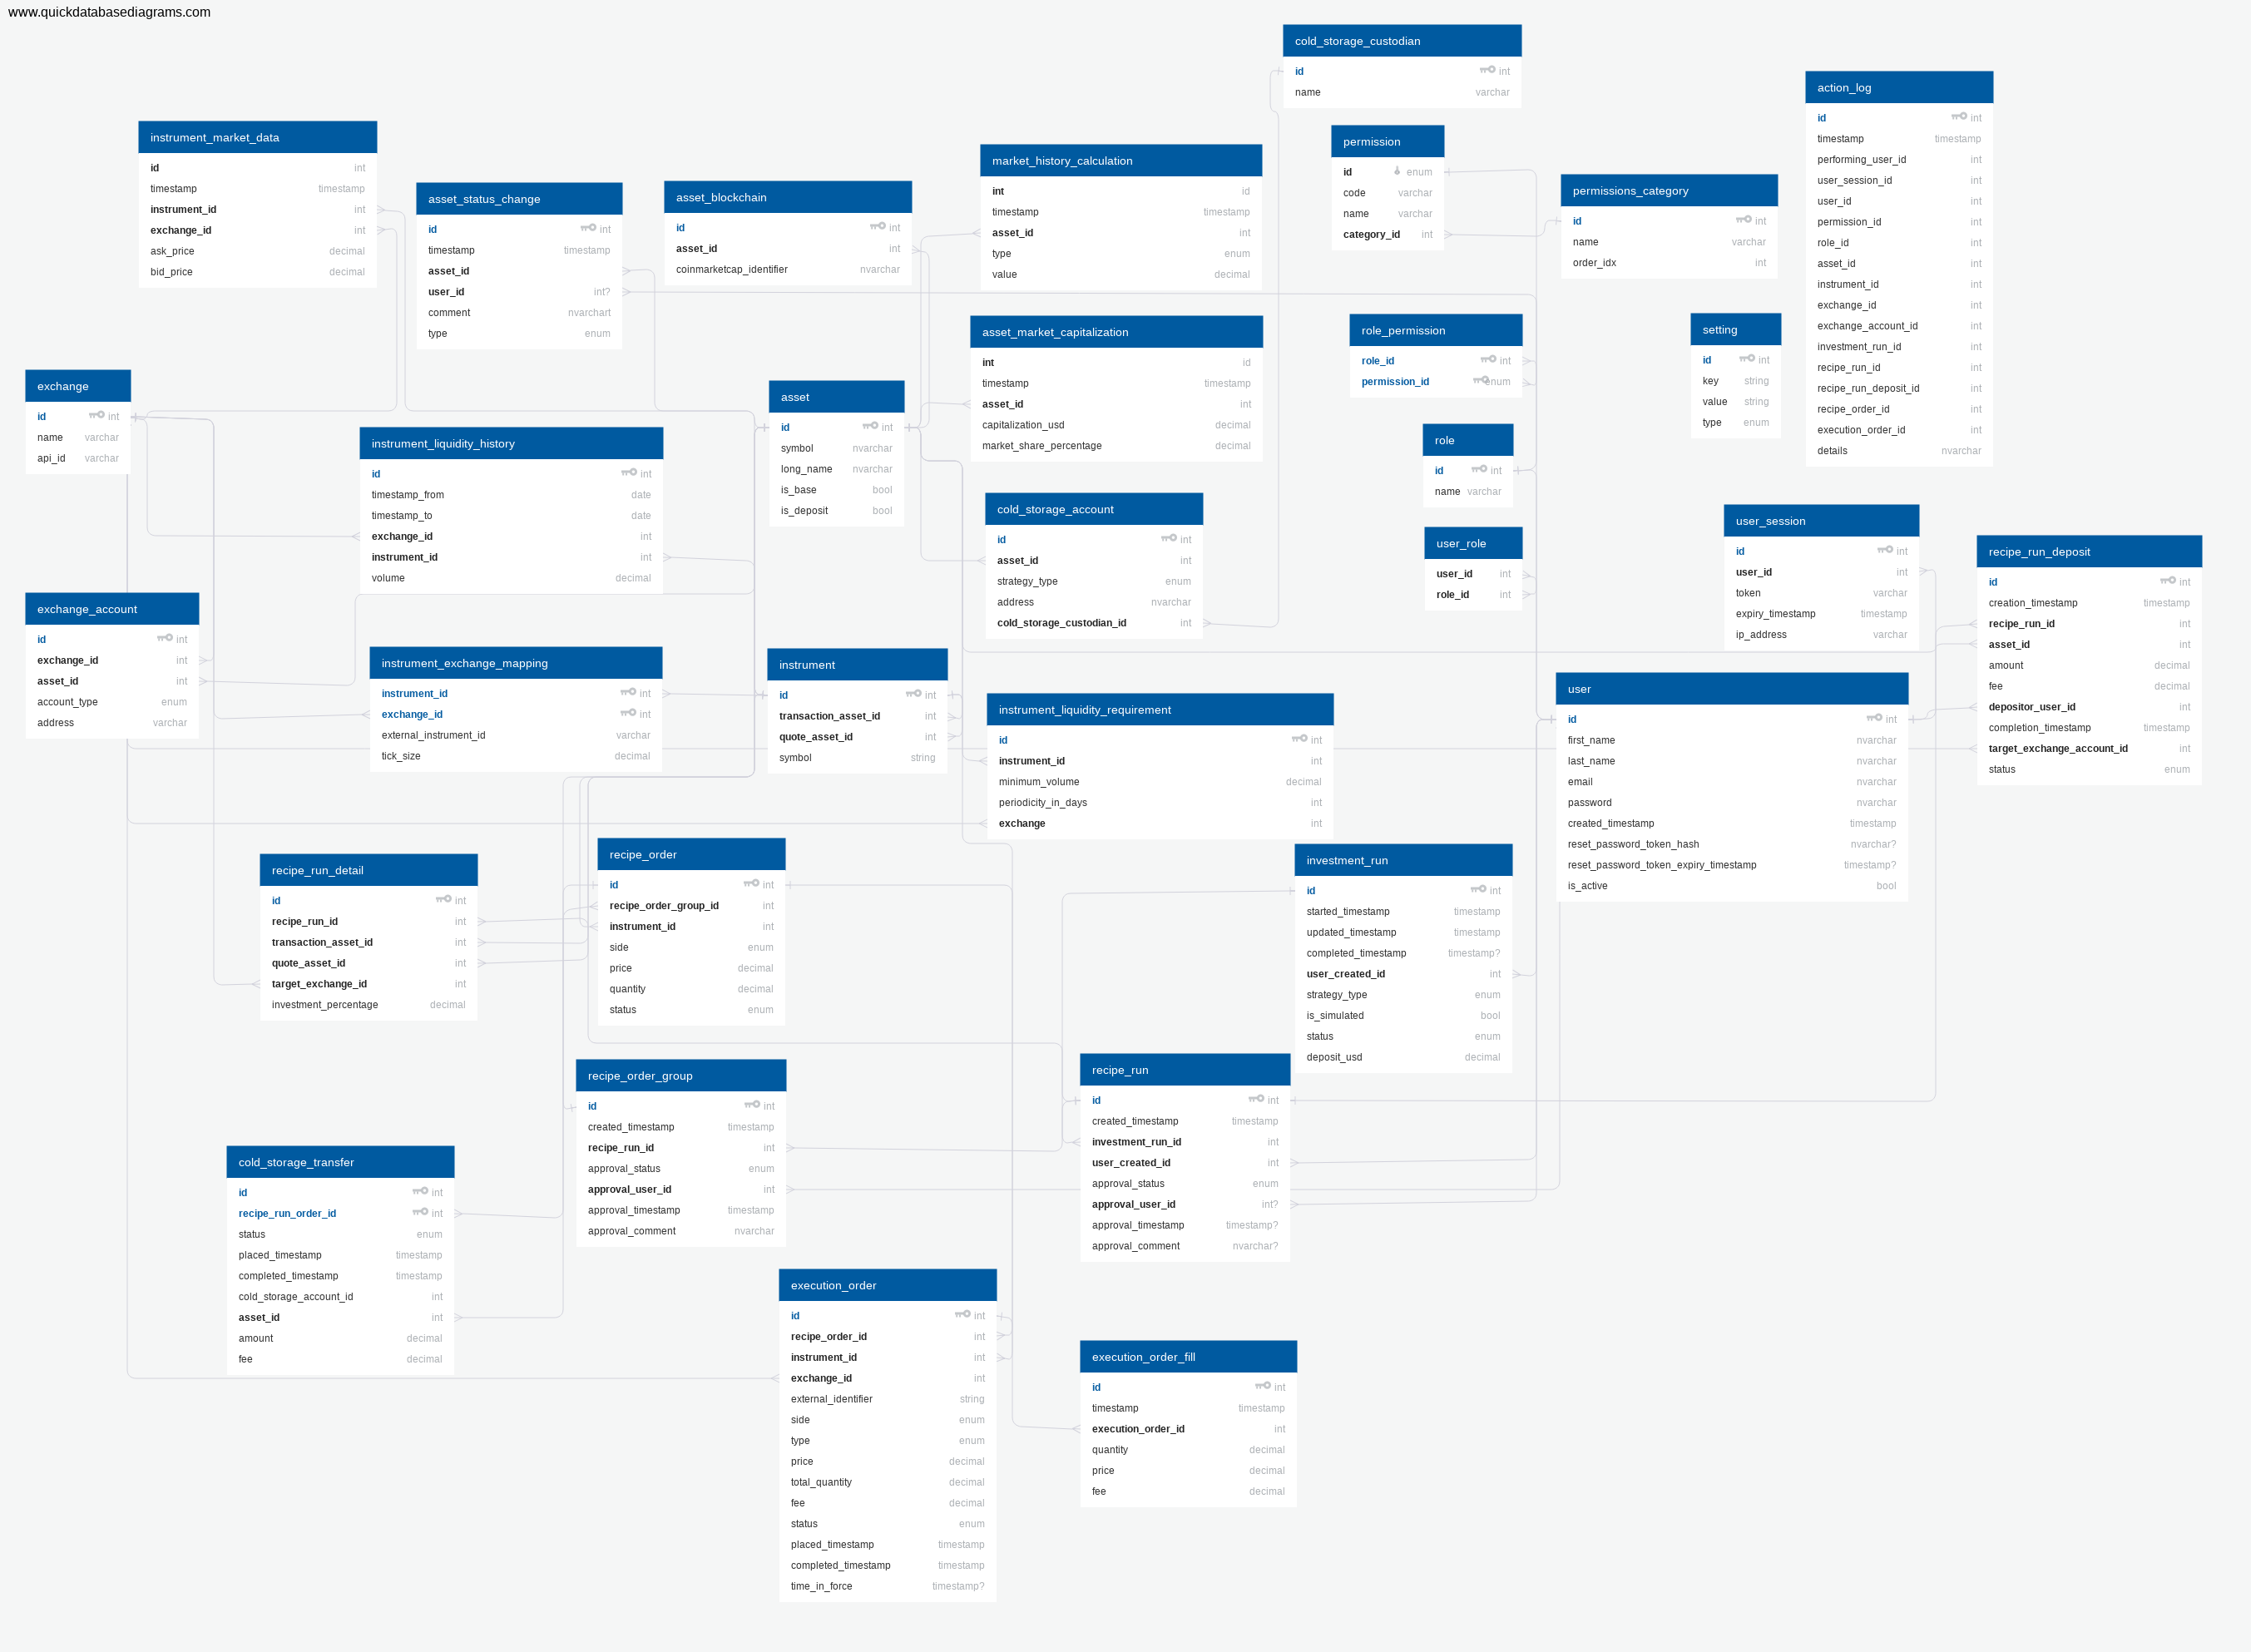 www.quickdatabasediagrams.com
cold_storage_custodian
id int
name varchar
action_log
id int
timestamp timestamp
performing_user_id int
user_session_id int
user_id int
permission_id int
role_id int
asset_id int
instrument_id int
exchange_id int
exchange_account_id int
investment_run_id int
recipe_run_id int
recipe_run_deposit_id int
recipe_order_id int
execution_order_id int
details nvarchar
instrument_market_data
id int
timestamp timestamp
instrument_id int
exchange_id int
ask_price decimal
bid_price decimal
permission
id enum
code varchar
name varchar
category_id int
market_history_calculation
int id
timestamp timestamp
asset_id int
type enum
value decimal
permissions_category
id int
name varchar
order_idx int
asset_status_change
id int
timestamp timestamp
asset_id
user_id int?
comment nvarchart
type enum
asset_blockchain
id int
asset_id int
coinmarketcap_identifier nvarchar
asset_market_capitalization
int id
timestamp timestamp
asset_id int
capitalization_usd decimal
market_share_percentage decimal
role_permission
role_id int
permission_id enum
setting
id int
key string
value string
type enum
exchange
id int
name varchar
api_id varchar
asset
id int
symbol nvarchar
long_name nvarchar
is_base bool
is_deposit bool
instrument_liquidity_history
id int
timestamp_from date
timestamp_to date
exchange_id int
instrument_id int
volume decimal
role
id int
name varchar
cold_storage_account
id int
asset_id int
strategy_type enum
address nvarchar
cold_storage_custodian_id int
user_session
id int
user_id int
token varchar
expiry_timestamp timestamp
ip_address varchar
user_role
user_id int
role_id int
recipe_run_deposit
id int
creation_timestamp timestamp
recipe_run_id int
asset_id int
amount decimal
fee decimal
depositor_user_id int
completion_timestamp timestamp
target_exchange_account_id int
status enum
exchange_account
id int
exchange_id int
asset_id int
account_type enum
address varchar
instrument_exchange_mapping
instrument_id int
exchange_id int
external_instrument_id varchar
tick_size decimal
instrument
id int
transaction_asset_id int
quote_asset_id int
symbol string
user
id int
first_name nvarchar
last_name nvarchar
email nvarchar
password nvarchar
created_timestamp timestamp
reset_password_token_hash nvarchar?
reset_password_token_expiry_timestamp timestamp?
is_active bool
instrument_liquidity_requirement
id int
instrument_id int
minimum_volume decimal
periodicity_in_days int
exchange int
recipe_order
id int
recipe_order_group_id int
instrument_id int
side enum
price decimal
quantity decimal
status enum
investment_run
id int
started_timestamp timestamp
updated_timestamp timestamp
completed_timestamp timestamp?
user_created_id int
strategy_type enum
is_simulated bool
status enum
deposit_usd decimal
recipe_run_detail
id int
recipe_run_id int
transaction_asset_id int
quote_asset_id int
target_exchange_id int
investment_percentage decimal
recipe_run
id int
created_timestamp timestamp
investment_run_id int
user_created_id int
approval_status enum
approval_user_id int?
approval_timestamp timestamp?
approval_comment nvarchar?
recipe_order_group
id int
created_timestamp timestamp
recipe_run_id int
approval_status enum
approval_user_id int
approval_timestamp timestamp
approval_comment nvarchar
cold_storage_transfer
id int
recipe_run_order_id int
status enum
placed_timestamp timestamp
completed_timestamp timestamp
cold_storage_account_id int
asset_id int
amount decimal
fee decimal
execution_order
id int
recipe_order_id int
instrument_id int
exchange_id int
external_identifier string
side enum
type enum
price decimal
total_quantity decimal
fee decimal
status enum
placed_timestamp timestamp
completed_timestamp timestamp
time_in_force timestamp?
execution_order_fill
id int
timestamp timestamp
execution_order_id int
quantity decimal
price decimal
fee decimal